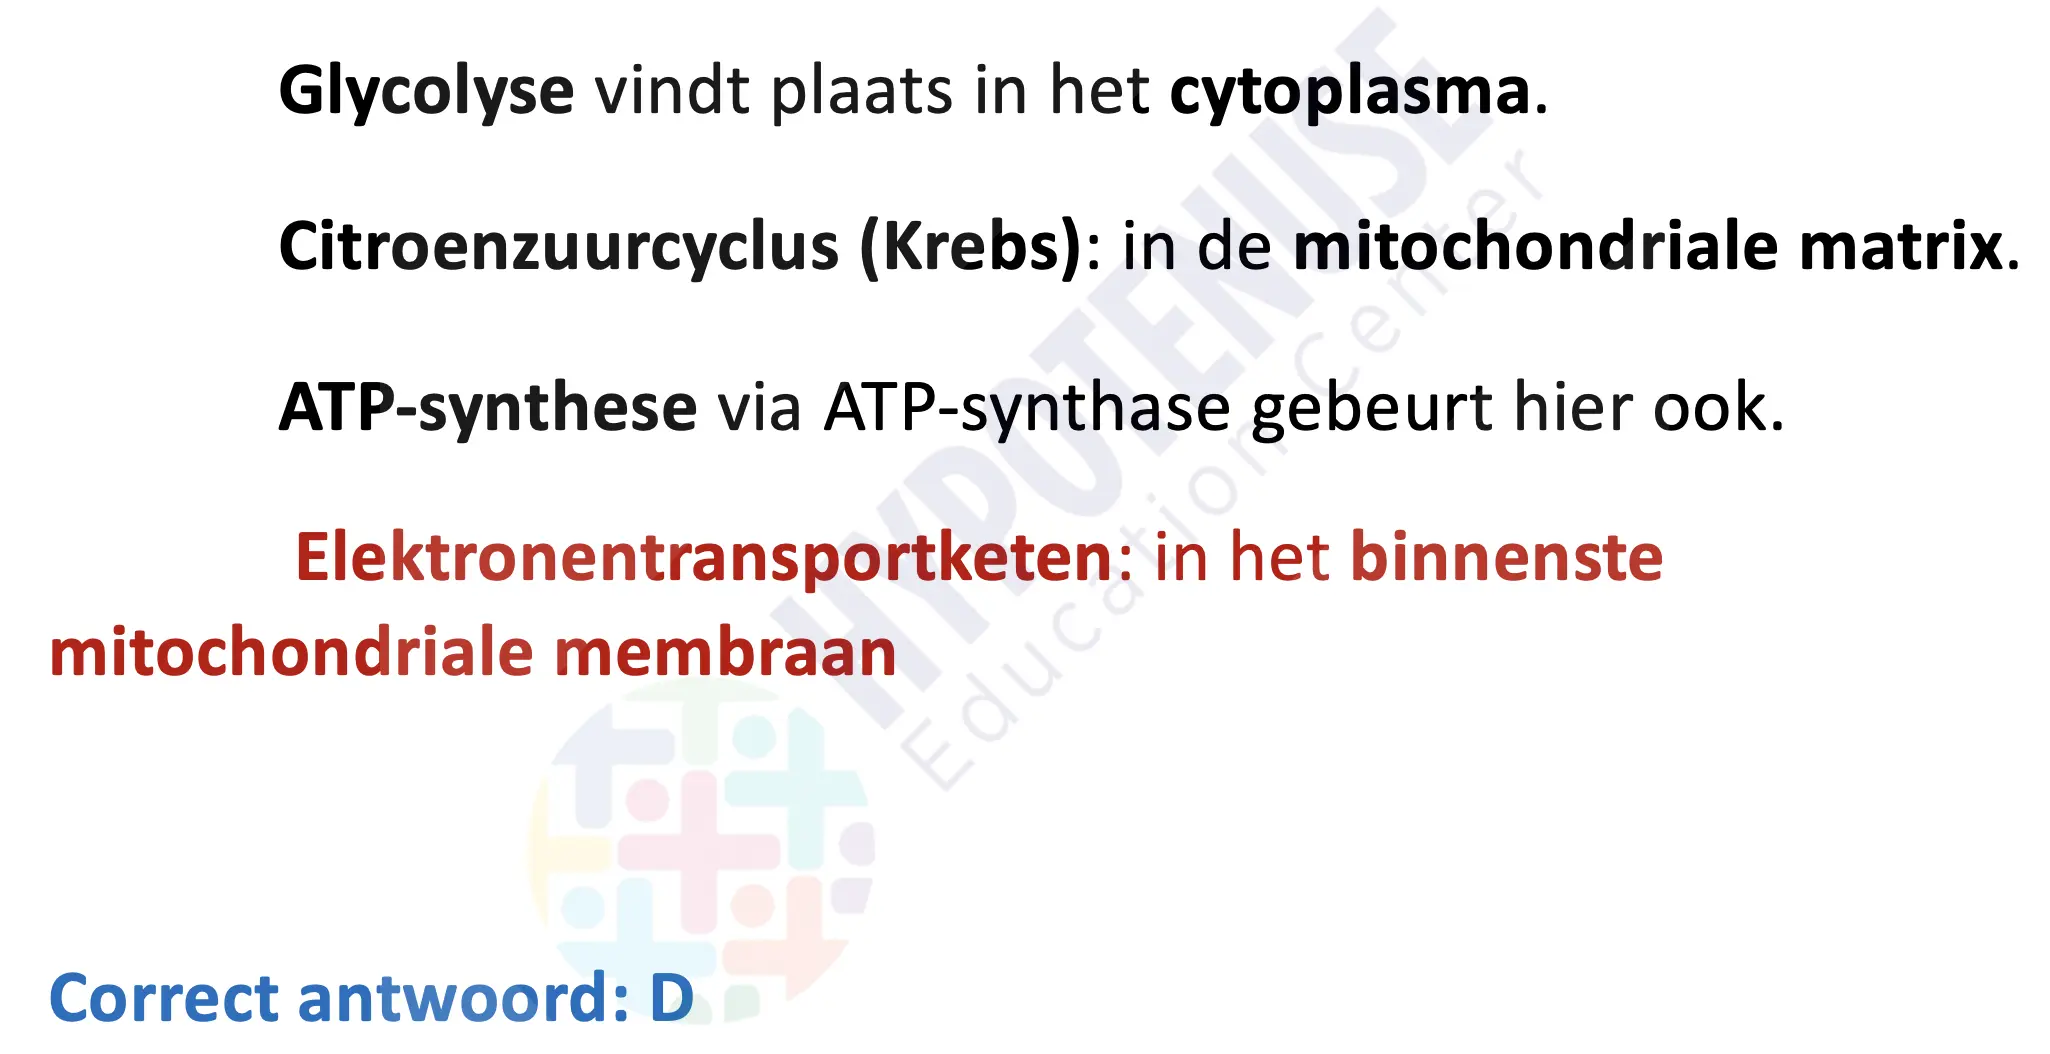 Glycolyse vindt plaats in het cytoplasma.
Citroenzuurcyclus (Krebs): in de mitochondriale matrix.
ATP-synthese via ATP-synthase gebeurt hier ook.
Elektronentransportketen: in het binnenste
mitochondriale membraan
Correct antwoord: D
HYPOTENUSE
Education Center